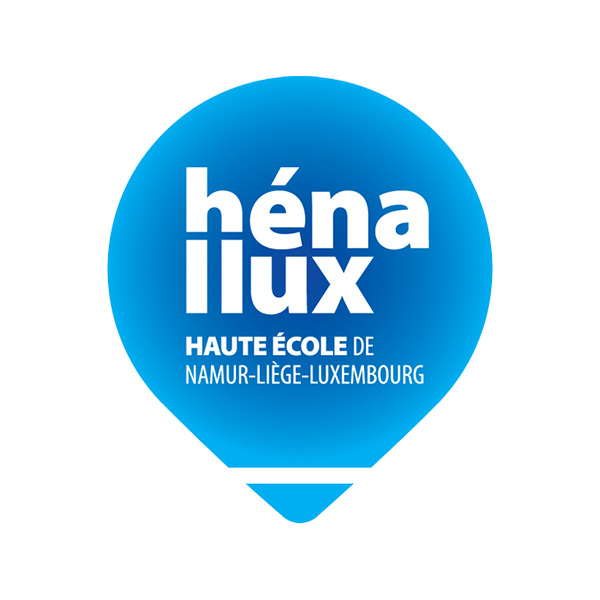 héna
llux
HAUTE ÉCOLE DE
NAMUR-LIÈGE-LUXEMBOURG